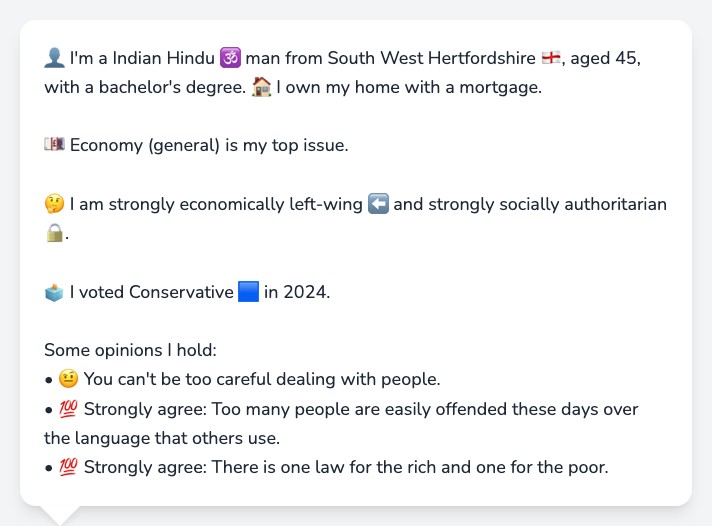 👤 I'm a Indian Hindu 🕉️ man from South West Hertfordshire 🏴󠁧󠁢󠁥󠁮󠁧󠁿, aged 45,
with a bachelor's degree. 🏠 I own my home with a mortgage.
💷 Economy (general) is my top issue.
🤔 I am strongly economically left-wing ⬅️ and strongly socially authoritarian
🔒.
🗳️ I voted Conservative 🟦 in 2024.
Some opinions I hold:
• 🤨 You can't be too careful dealing with people.
• 💯 Strongly agree: Too many people are easily offended these days over
the language that others use.
• 💯 Strongly agree: There is one law for the rich and one for the poor.